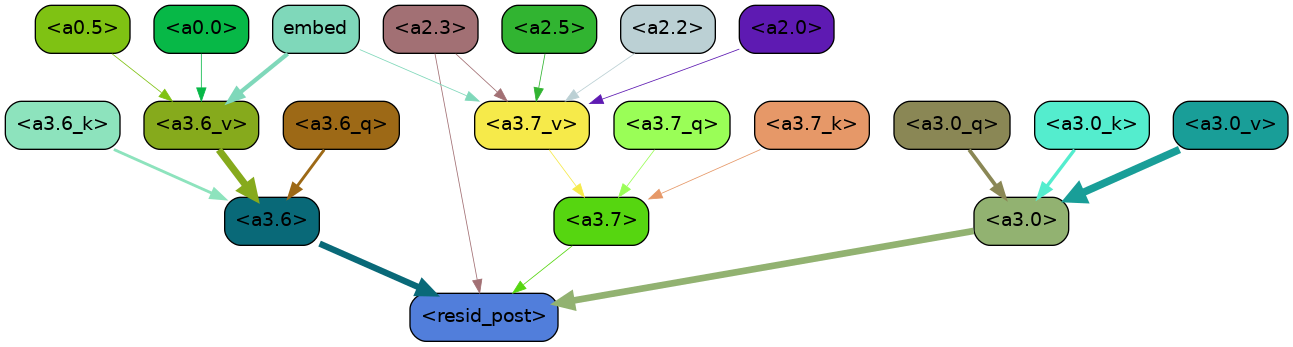 <a0.5> <a0.0> embed <a2.3> <a2.5> <a2.2> <a2.0>
<a3.6_k> <a3.6_v> <a3.6_q> <a3.7_v> <a3.7_q> <a3.7_k> <a3.0_q> <a3.0_k> <a3.0_v>
<a3.6> <a3.7> <a3.0>
<resid_post>